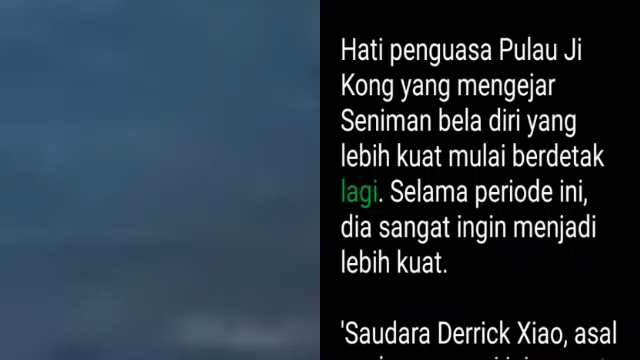 Hati penguasa Pulau Ji
Kong yang mengejar
Seniman bela diri yang
lebih kuat mulai berdetak
lagi. Selama periode ini,
dia sangat ingin menjadi
lebih kuat.
'Saudara Derrick Xiao, asal